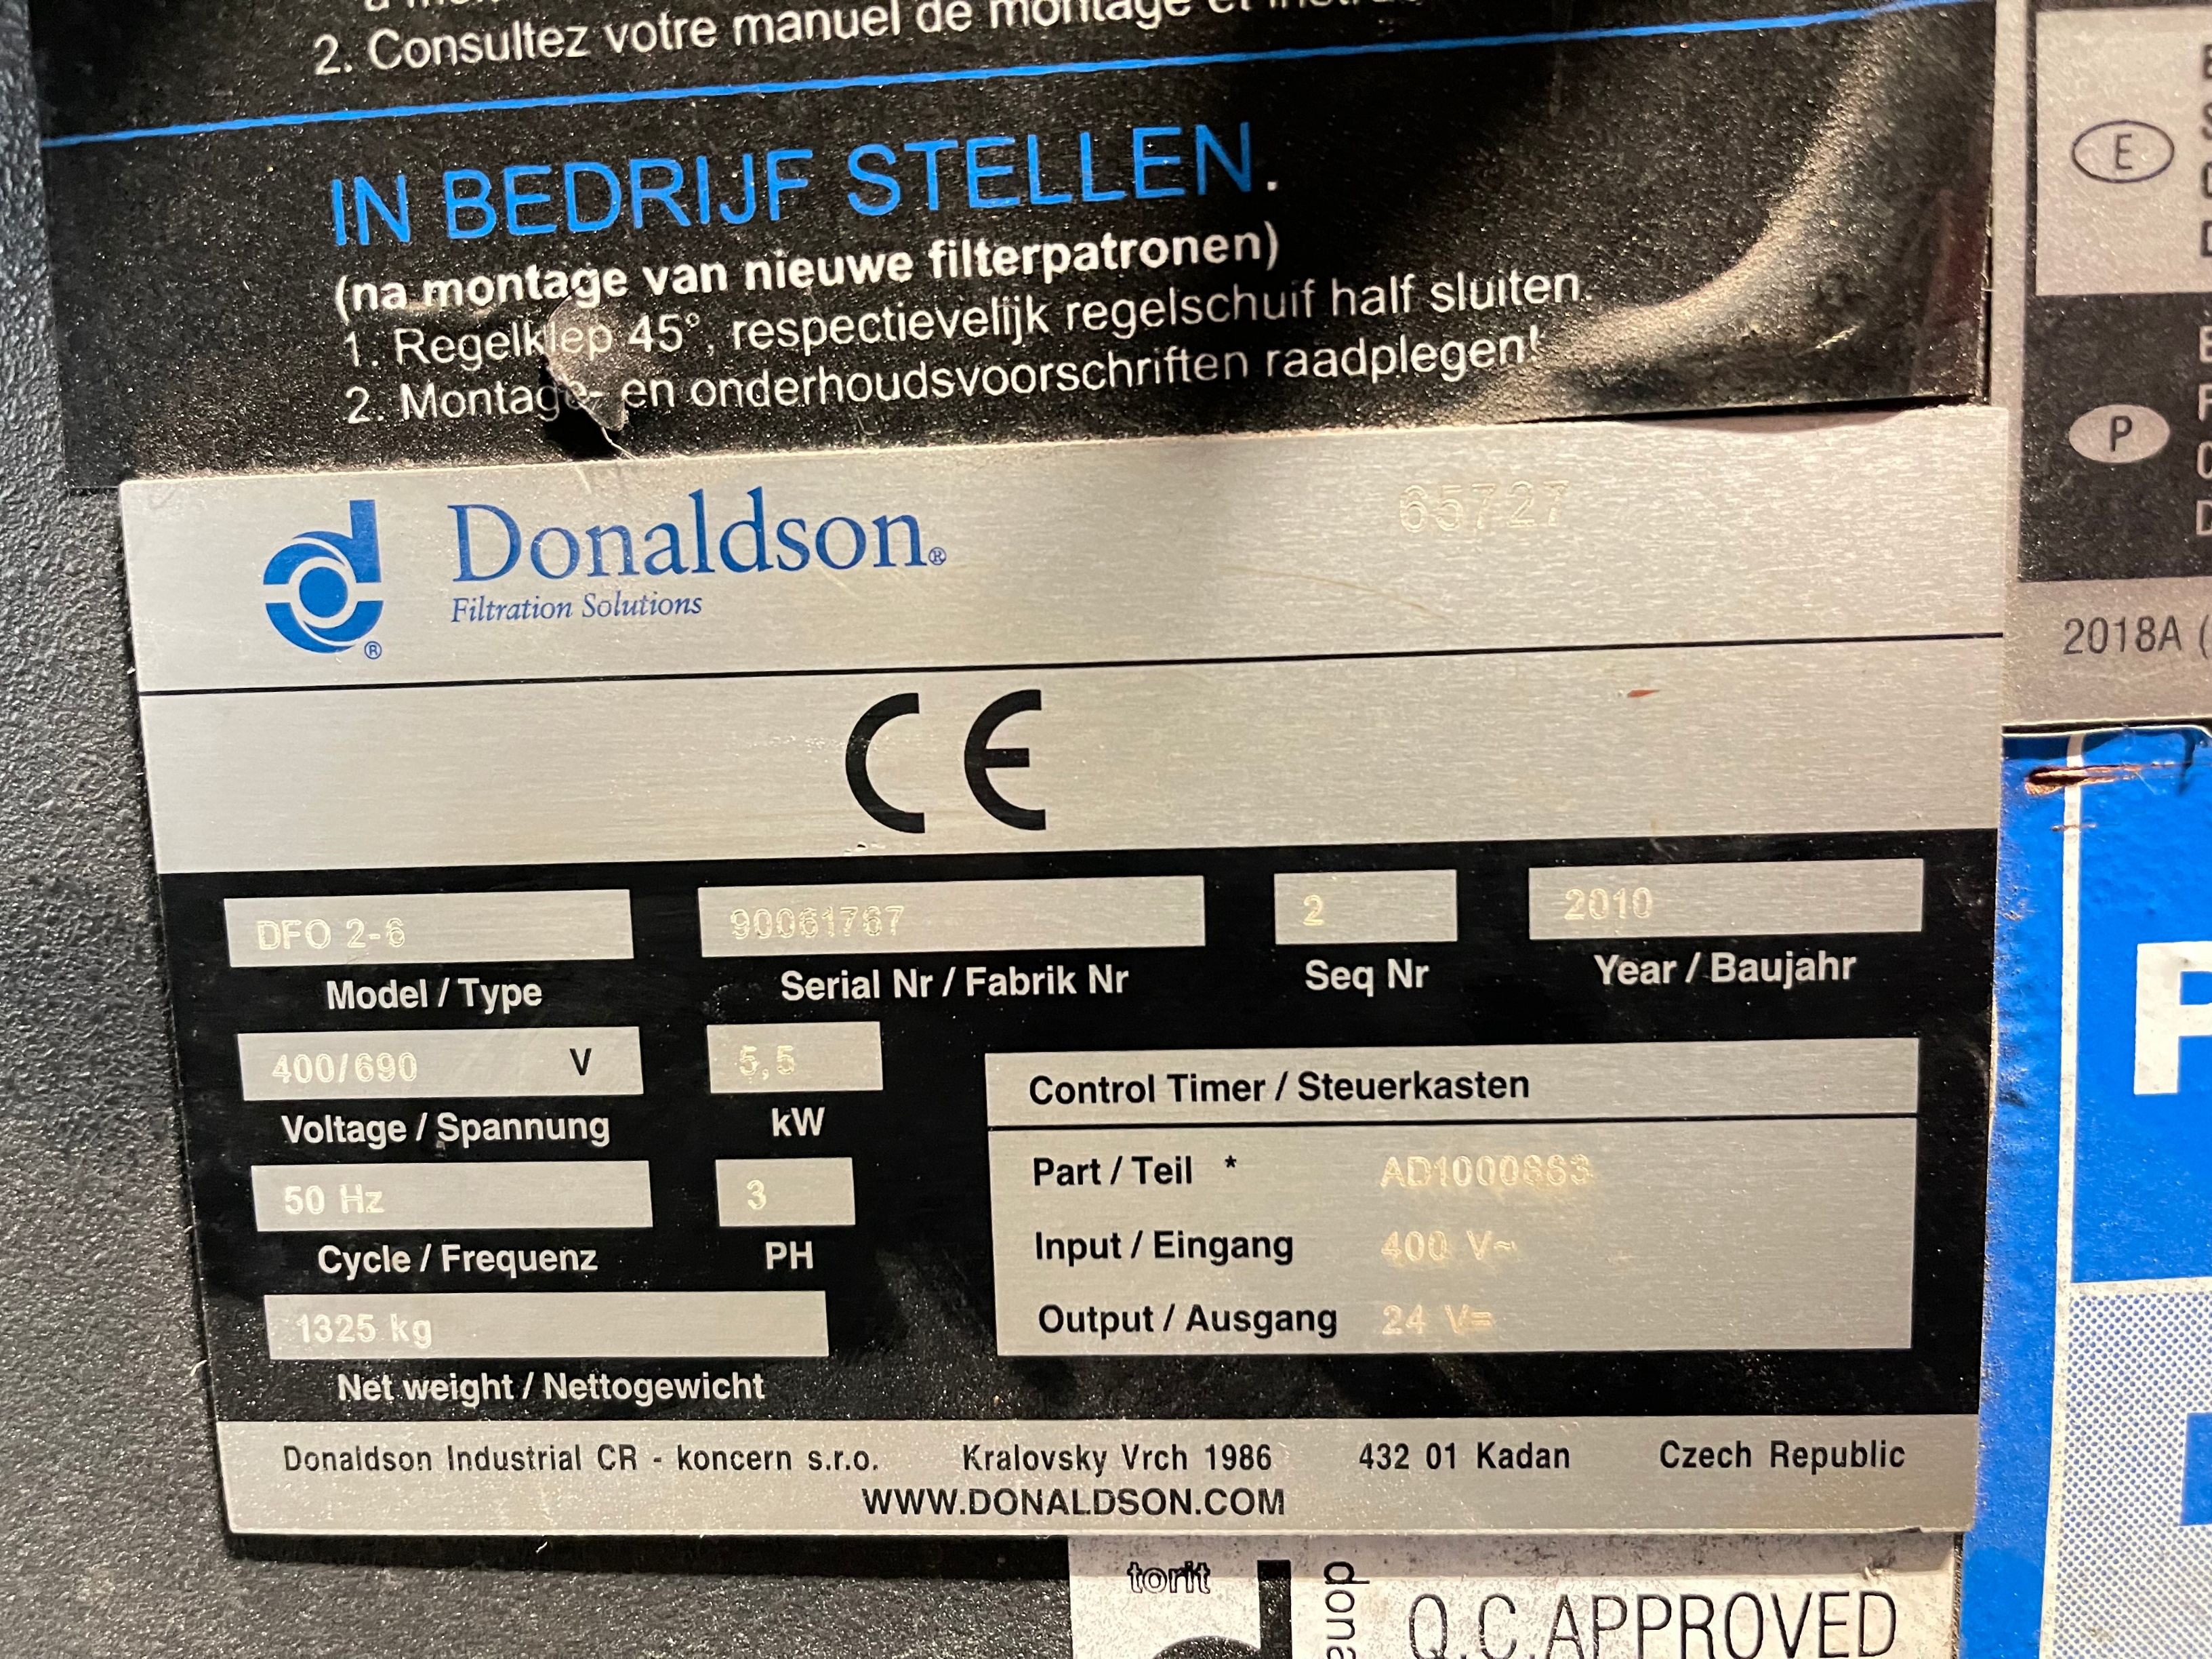 2. Consultez votre manuel de montage et
IN BEDRIJF STELLEN.
(na montage van nieuwe filterpatronen)
1. Regelklep 45°, respectievelijk regelschuif half sluiten.
2. Montage- en onderhoudsvoorschriften raadplegen!
E
P
2018A (
Donaldson®
Filtration Solutions
®
65727
CE
DFO 2-6
90061767
2
2010
Model / Type
Serial Nr / Fabrik Nr
Seq Nr
Year / Baujahr
400/690 V
5,5
Voltage / Spannung
kW
50 Hz
3
Cycle / Frequenz
PH
1325 kg
Net weight / Nettogewicht
Control Timer / Steuerkasten
Part / Teil * AD1000863
Input / Eingang 400 V~
Output / Ausgang 24 V=
Donaldson Industrial CR - koncern s.r.o. Kralovsky Vrch 1986 432 01 Kadan Czech Republic
WWW.DONALDSON.COM
torit
dona
Q.C.APPROVED